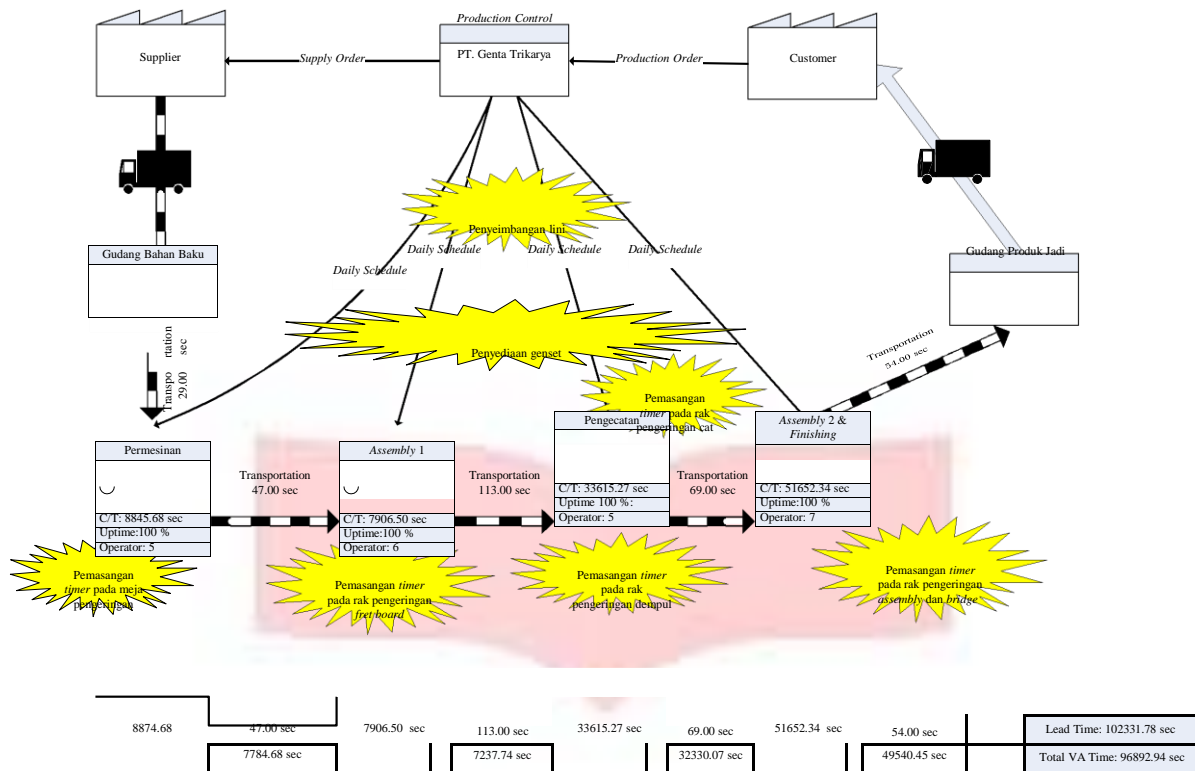 Production Control
Supplier
Supply Order
PT. Genta Trikarya
Production Order
Customer
Penyeimbangan lini
Daily Schedule
Daily Schedule
Daily Schedule
Daily Schedule
Gudang Bahan Baku
Gudang Produk Jadi
Transpo rtation
29.00 sec
Penyediaan genset
Transportation
54.00 sec
Pemasangan
timer pada rak
pengeringan cat
Permesinan
C/T: 8845.68 sec
Uptime:100 %
Operator: 5
Transportation
47.00 sec
Assembly 1
C/T: 7906.50 sec
Uptime:100 %
Operator: 6
Transportation
113.00 sec
Pengecatan
C/T: 33615.27 sec
Uptime 100 %:
Operator: 5
Transportation
69.00 sec
Assembly 2 &
Finishing
C/T: 51652.34 sec
Uptime:100 %
Operator: 7
Pemasangan
timer pada meja
pengeringan
Pemasangan timer
pada rak pengeringan
fret board
Pemasangan timer
pada rak
pengeringan dempul
Pemasangan timer
pada rak pengeringan
assembly dan bridge
8874.68
47.00 sec
7906.50 sec
113.00 sec
33615.27 sec
69.00 sec
51652.34 sec
54.00 sec
Lead Time: 102331.78 sec
7784.68 sec
7237.74 sec
32330.07 sec
49540.45 sec
Total VA Time: 96892.94 sec